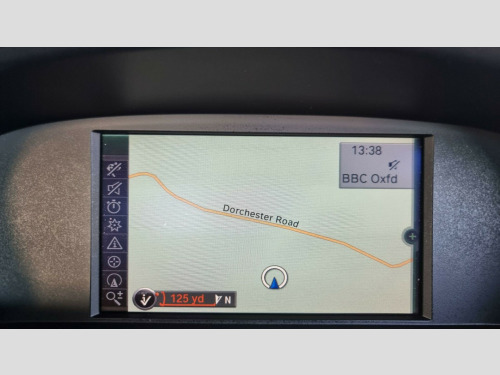 13:38
BBC Oxfd
Dorchester Road
125 yd N